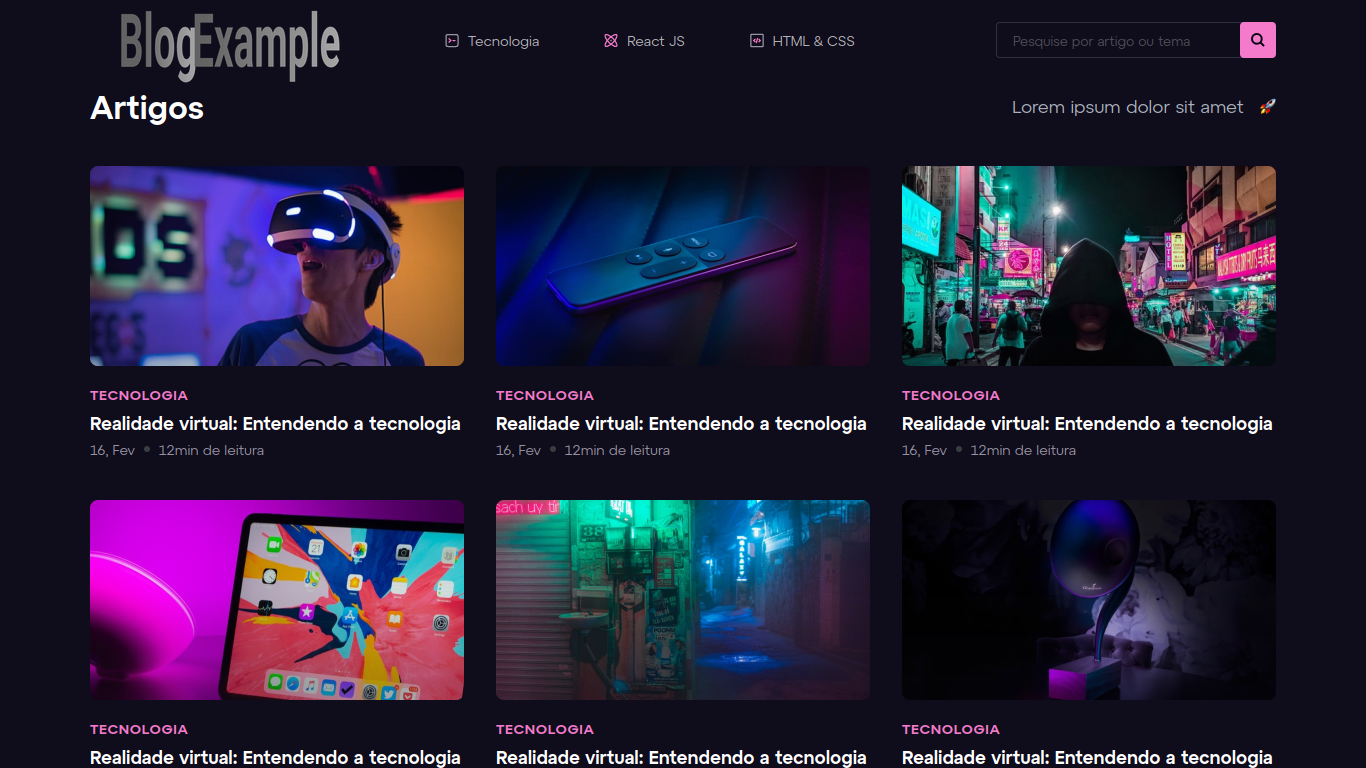 BlogExample
Tecnologia
React JS
HTML & CSS
Pesquise por artigo ou tema
Artigos
Lorem ipsum dolor sit amet 🚀
DS
HOTEL
TECNOLOGIA
TECNOLOGIA
TECNOLOGIA
Realidade virtual: Entendendo a tecnologia
Realidade virtual: Entendendo a tecnologia
Realidade virtual: Entendendo a tecnologia
16, Fev • 12min de leitura
16, Fev • 12min de leitura
16, Fev • 12min de leitura
21
TECNOLOGIA
TECNOLOGIA
TECNOLOGIA
Realidade virtual: Entendendo a tecnologia
Realidade virtual: Entendendo a tecnologia
Realidade virtual: Entendendo a tecnologia